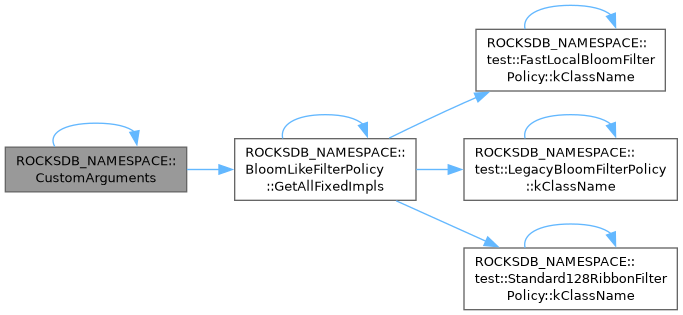 ROCKSDB_NAMESPACE::
CustomArguments
ROCKSDB_NAMESPACE::
BloomLikeFilterPolicy
::GetAllFixedImpls
ROCKSDB_NAMESPACE::
test::FastLocalBloomFilter
Policy::kClassName
ROCKSDB_NAMESPACE::
test::LegacyBloomFilterPolicy
::kClassName
ROCKSDB_NAMESPACE::
test::Standard128RibbonFilter
Policy::kClassName